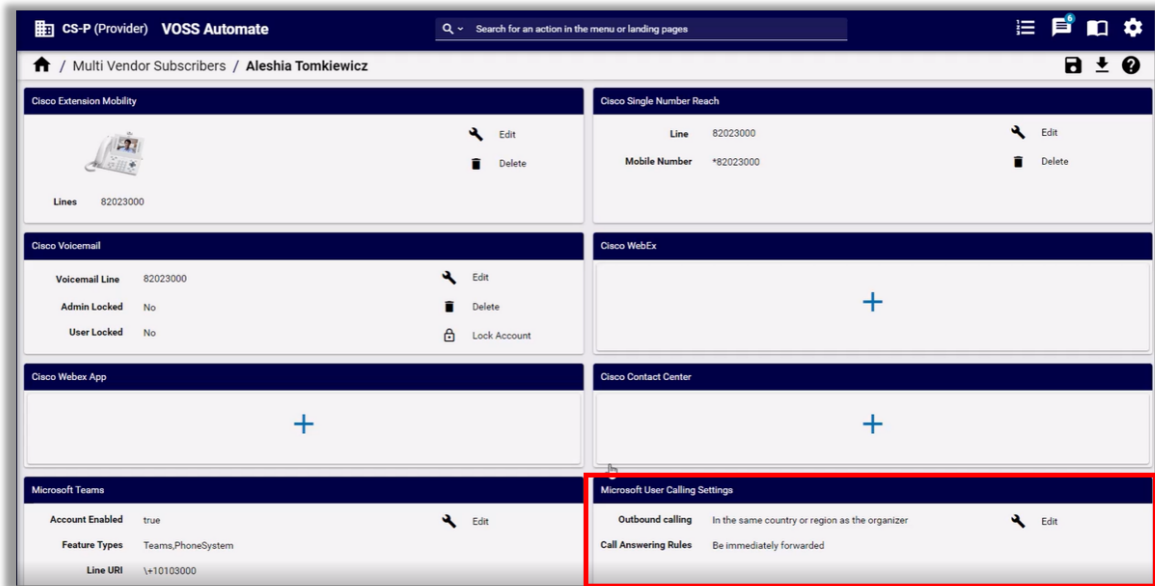 CS-P (Provider) VOSS Automate
Search for an action in the menu or landing pages
6
/ Multi Vendor Subscribers / Aleshia Tomkiewicz
Cisco Extension Mobility
Edit
Delete
Lines 82023000
Cisco Single Number Reach
Line 82023000 Edit
Mobile Number *82023000 Delete
Cisco Voicemail
Voicemail Line 82023000 Edit
Admin Locked No Delete
User Locked No Lock Account
Cisco WebEx
Cisco Webex App
Cisco Contact Center
Microsoft Teams
Account Enabled true Edit
Feature Types Teams,PhoneSystem
Line URI \+10103000
Microsoft User Calling Settings
Outbound calling In the same country or region as the organizer Edit
Call Answering Rules Be immediately forwarded